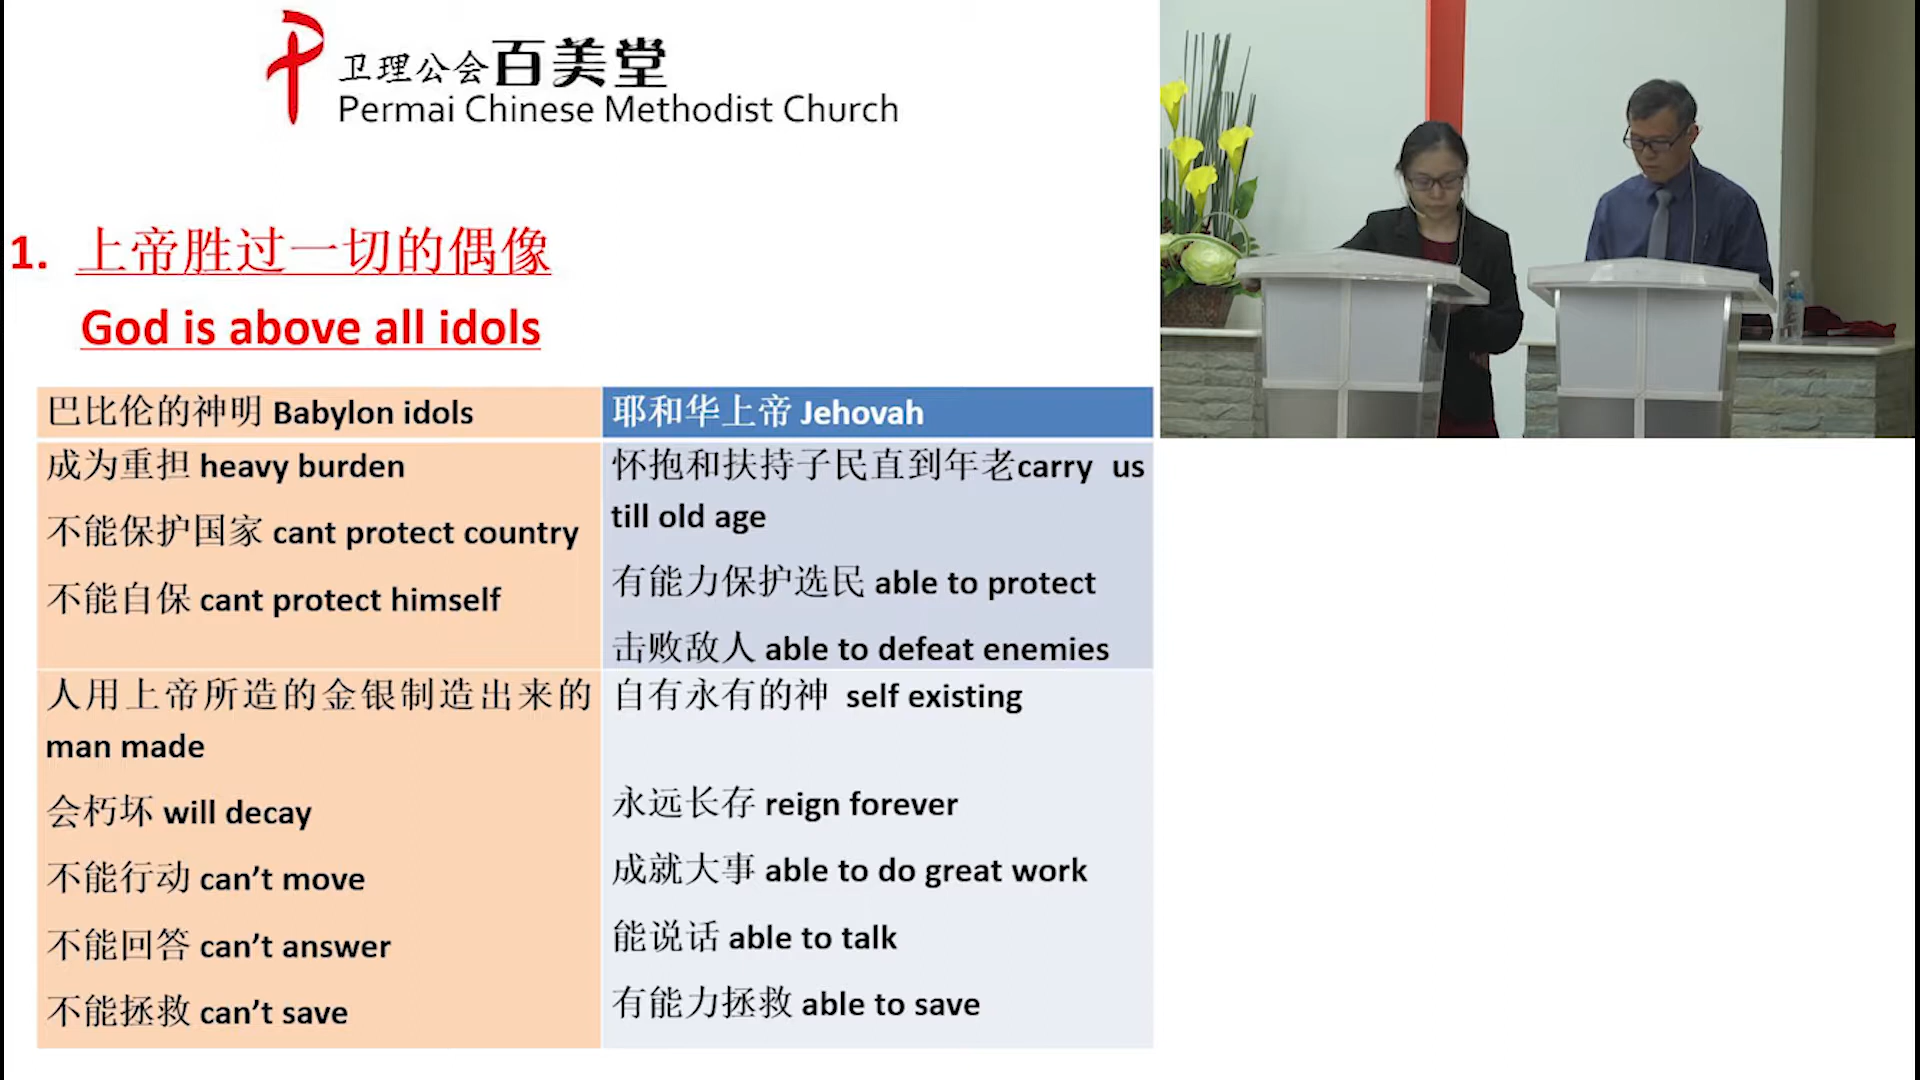 卫理公会百美堂
Permai Chinese Methodist Church
1. 上帝胜过一切的偶像
God is above all idols
巴比伦的神明 Babylon idols
耶和华上帝 Jehovah
成为重担 heavy burden
不能保护国家 cant protect country
不能自保 cant protect himself
怀抱和扶持子民直到年老carry us
till old age
有能力保护选民 able to protect
击败敌人 able to defeat enemies
人用上帝所造的金银制造出来的
man made
会朽坏 will decay
不能行动 can’t move
不能回答 can’t answer
不能拯救 can’t save
自有永有的神 self existing
永远长存 reign forever
成就大事 able to do great work
能说话 able to talk
有能力拯救 able to save